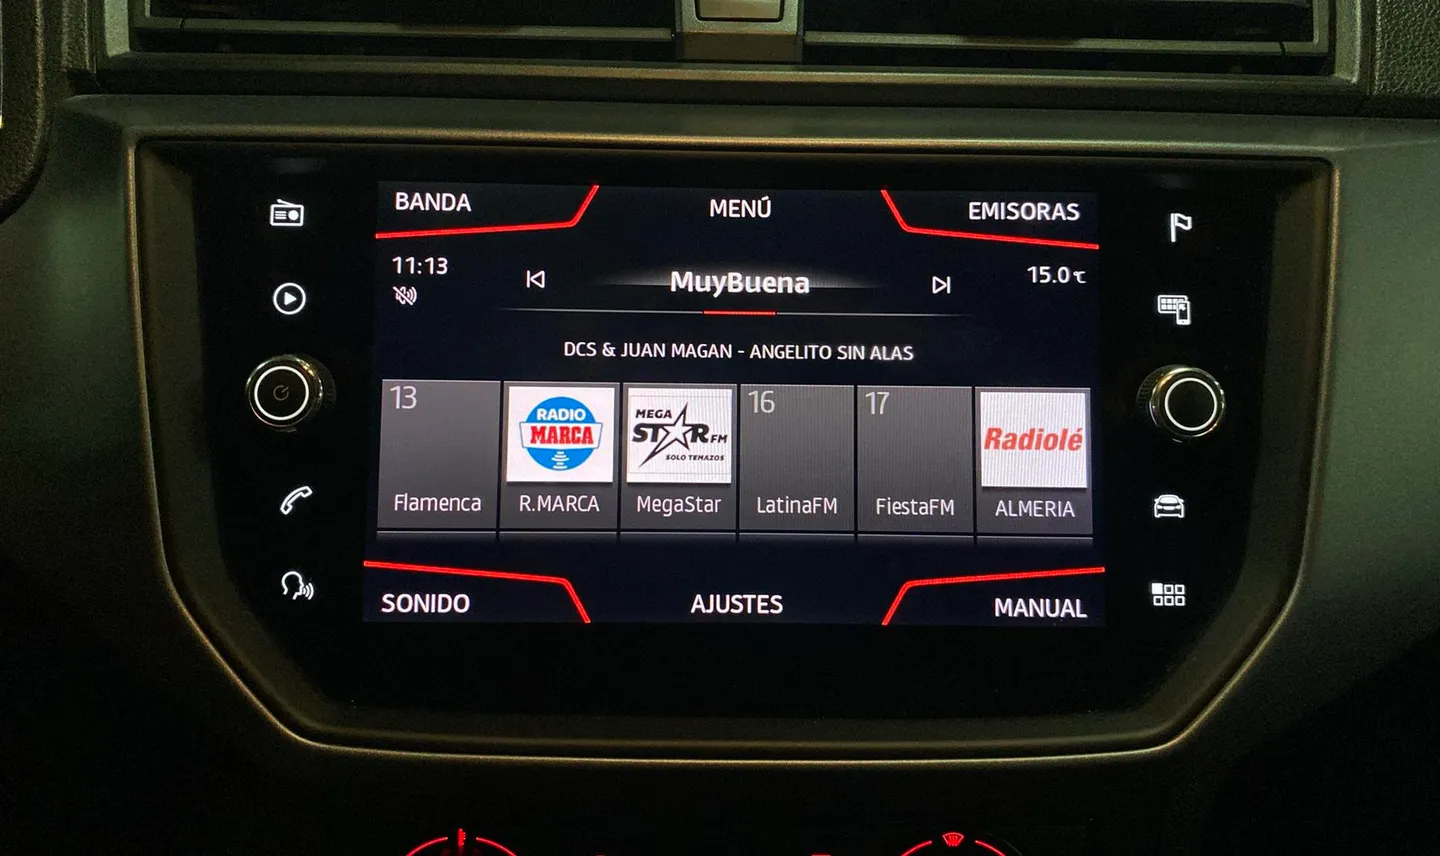 BANDA
MENÚ
EMISORAS
11:13
MuyBuena
15.0°C
DCS & JUAN MAGAN - ANGELITO SIN ALAS
13
Flamenca
RADIO
MARCA
R.MARCA
MEGA
STAR FM
SOLO TEMAZOS
MegaStar
16
LatinaFM
17
FiestaFM
Radiolé
ALMERIA
SONIDO
AJUSTES
MANUAL